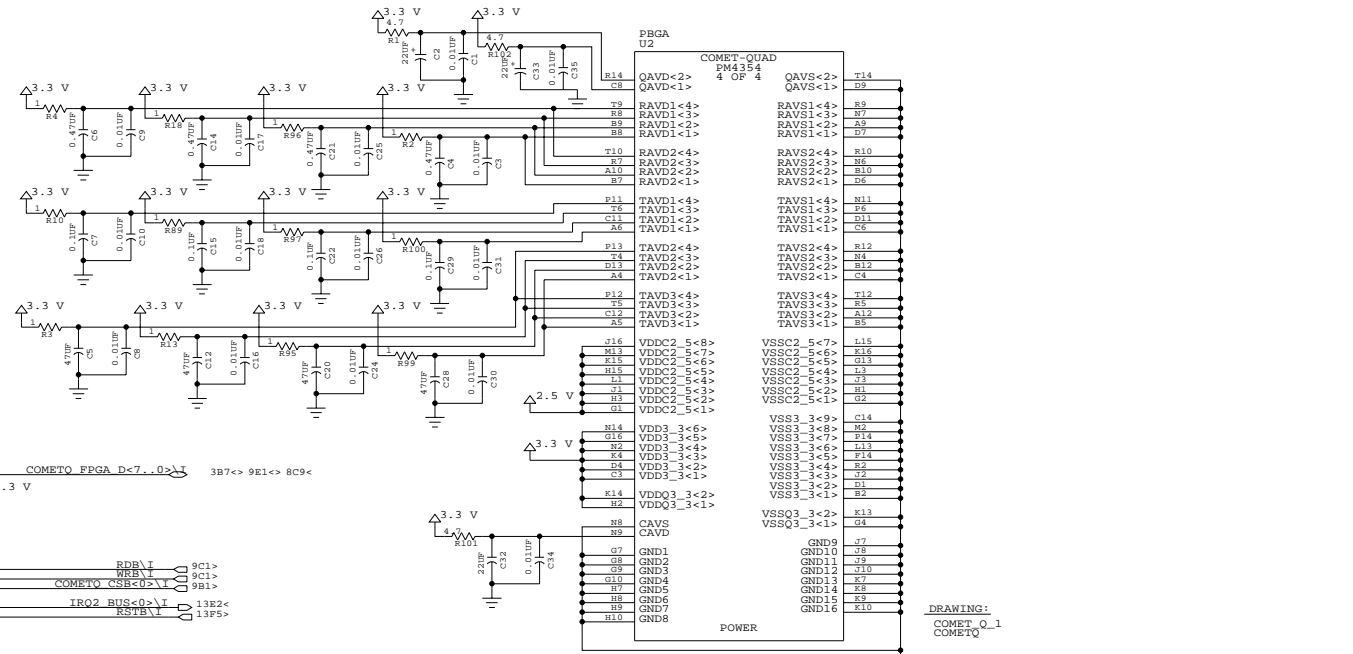 3.3 V 3.3 V
4.7 R1 22UF + C2 0.01UF C1
4.7 R102 22UF + C33 0.01UF C35
PBGA
U2
COMET-QUAD
PM4354
4 OF 4
R14 QAVD<2> QAVS<2> T14
C8 QAVD<1> QAVS<1> D9
3.3 V 3.3 V 3.3 V 3.3 V
1 R4 0.47UF C6 0.01UF C9
1 R18 0.47UF C14 0.01UF C17
1 R96 0.47UF C21 0.01UF C25
1 R2 0.47UF C4 0.01UF C3
T9 RAVD1<4> RAVS1<4> R9
R8 RAVD1<3> RAVS1<3> N7
B9 RAVD1<2> RAVS1<2> A9
B8 RAVD1<1> RAVS1<1> D7
T10 RAVD2<4> RAVS2<4> R10
R7 RAVD2<3> RAVS2<3> N6
A10 RAVD2<2> RAVS2<2> B10
B7 RAVD2<1> RAVS2<1> D6
3.3 V 3.3 V 3.3 V 3.3 V
1 R10 0.1UF C7 0.01UF C10
1 R89 0.1UF C15 0.01UF C18
1 R97 0.1UF C22 0.01UF C26
1 R100 0.1UF C29 0.01UF C31
P11 TAVD1<4> TAVS1<4> N11
T6 TAVD1<3> TAVS1<3> P6
C11 TAVD1<2> TAVS1<2> D11
A6 TAVD1<1> TAVS1<1> C6
P13 TAVD2<4> TAVS2<4> R12
T4 TAVD2<3> TAVS2<3> N4
D13 TAVD2<2> TAVS2<2> B12
A4 TAVD2<1> TAVS2<1> C4
3.3 V 3.3 V 3.3 V 3.3 V
1 R3 47UF C5 0.01UF C8
1 R13 47UF C12 0.01UF C16
1 R95 47UF C20 0.01UF C24
1 R99 47UF C28 0.01UF C30
P12 TAVD3<4> TAVS3<4> T12
T5 TAVD3<3> TAVS3<3> R5
C12 TAVD3<2> TAVS3<2> A12
A5 TAVD3<1> TAVS3<1> B5
J16 VDDC2_5<8> VSSC2_5<7> L15
M13 VDDC2_5<7> VSSC2_5<6> K16
K15 VDDC2_5<6> VSSC2_5<5> G13
H15 VDDC2_5<5> VSSC2_5<4> L3
L1 VDDC2_5<4> VSSC2_5<3> J3
J1 VDDC2_5<3> VSSC2_5<2> H1
H3 VDDC2_5<2> VSSC2_5<1> G2
2.5 V
G1 VDDC2_5<1>
VSS3_3<9> C14
N14 VDD3_3<6> VSS3_3<8> M2
G16 VDD3_3<5> VSS3_3<7> P14
3.3 V
N2 VDD3_3<4> VSS3_3<6> L13
K4 VDD3_3<3> VSS3_3<5> F14
D4 VDD3_3<2> VSS3_3<4> R2
C3 VDD3_3<1> VSS3_3<3> J2
VSS3_3<2> D1
K14 VDDQ3_3<2> VSS3_3<1> B2
H2 VDDQ3_3<1>
COMETQ_FPGA_D<7..0>\I 3B7<> 9E1<> 8C9<
.3 V
3.3 V
4.7 R101 22UF C32 0.01UF C34
VSSQ3_3<2> K13
N8 CAVS VSSQ3_3<1> G4
N9 CAVD
GND9 J7
G7 GND1 GND10 J8
G8 GND2 GND11 J9
G9 GND3 GND12 J10
G10 GND4 GND13 K7
H7 GND5 GND14 K8
H8 GND6 GND15 K9
H9 GND7 GND16 K10
H10 GND8
RDB\I 9C1>
WRB\I 9C1>
COMETQ_CSB<0>\I 9B1>
IRQ2_BUS<0>\I 13E2<
RSTB\I 13F5>
POWER
DRAWING:
COMET_Q_1
COMETQ